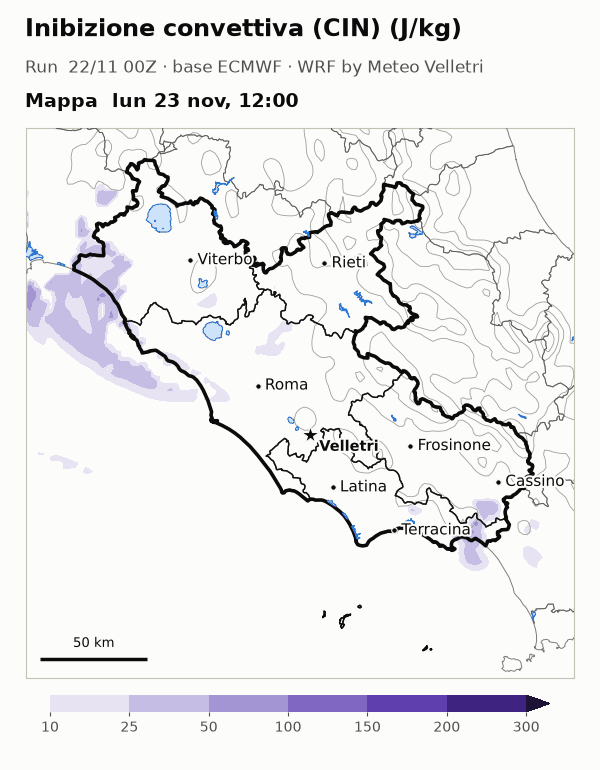 Inibizione convettiva (CIN) (J/kg)
Run 22/11 00Z · base ECMWF · WRF by Meteo Velletri
Mappa lun 23 nov, 12:00
Viterbo
Rieti
Roma
Velletri
Frosinone
Cassino
Latina
Terracina
50 km
10 25 50 100 150 200 300